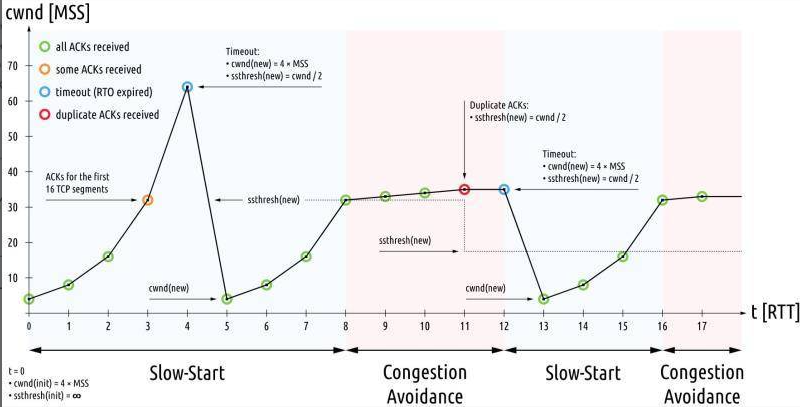 cwnd [MSS]
all ACKs received
some ACKs received
timeout (RTO expired)
duplicate ACKs received
Timeout:
• cwnd(new) = 4 × MSS
• ssthresh(new) = cwnd / 2
Duplicate ACKs:
• ssthresh(new) = cwnd / 2
Timeout:
• cwnd(new) = 4 × MSS
• ssthresh(new) = cwnd / 2
ACKs for the first
16 TCP segments
ssthresh(new)
ssthresh(new)
cwnd(new)
cwnd(new)
70
60
50
40
30
20
10
0 1 2 3 4 5 6 7 8 9 10 11 12 13 14 15 16 17
t [RTT]
Slow-Start
Congestion
Avoidance
Slow-Start
Congestion
Avoidance
t = 0
• cwnd(init) = 4 × MSS
• ssthresh(init) = ∞